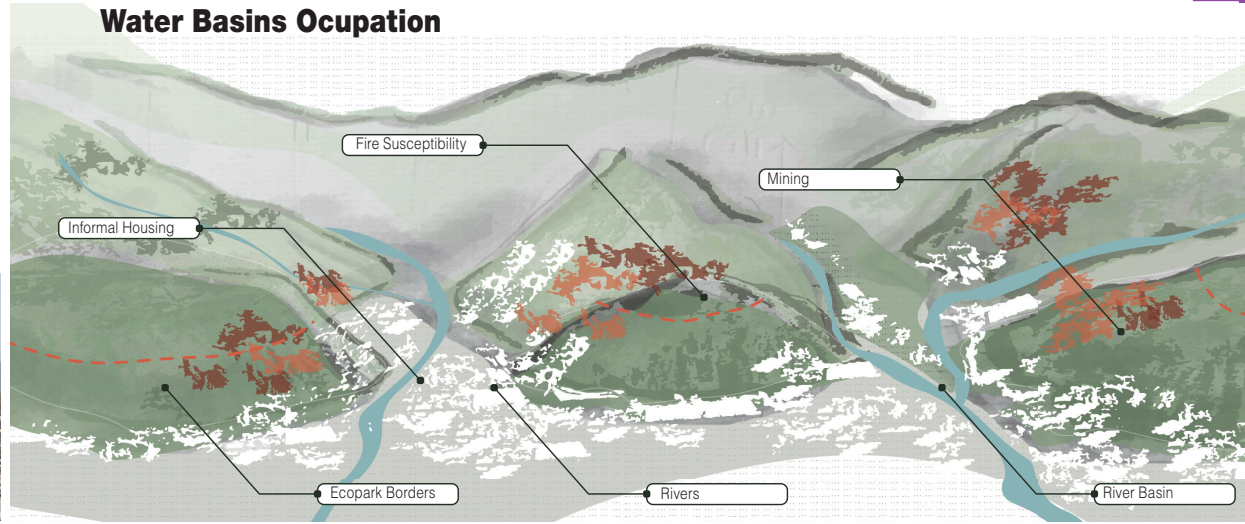 Water Basins Ocupation
Fire Susceptibility
Mining
Informal Housing
Ecopark Borders
Rivers
River Basin